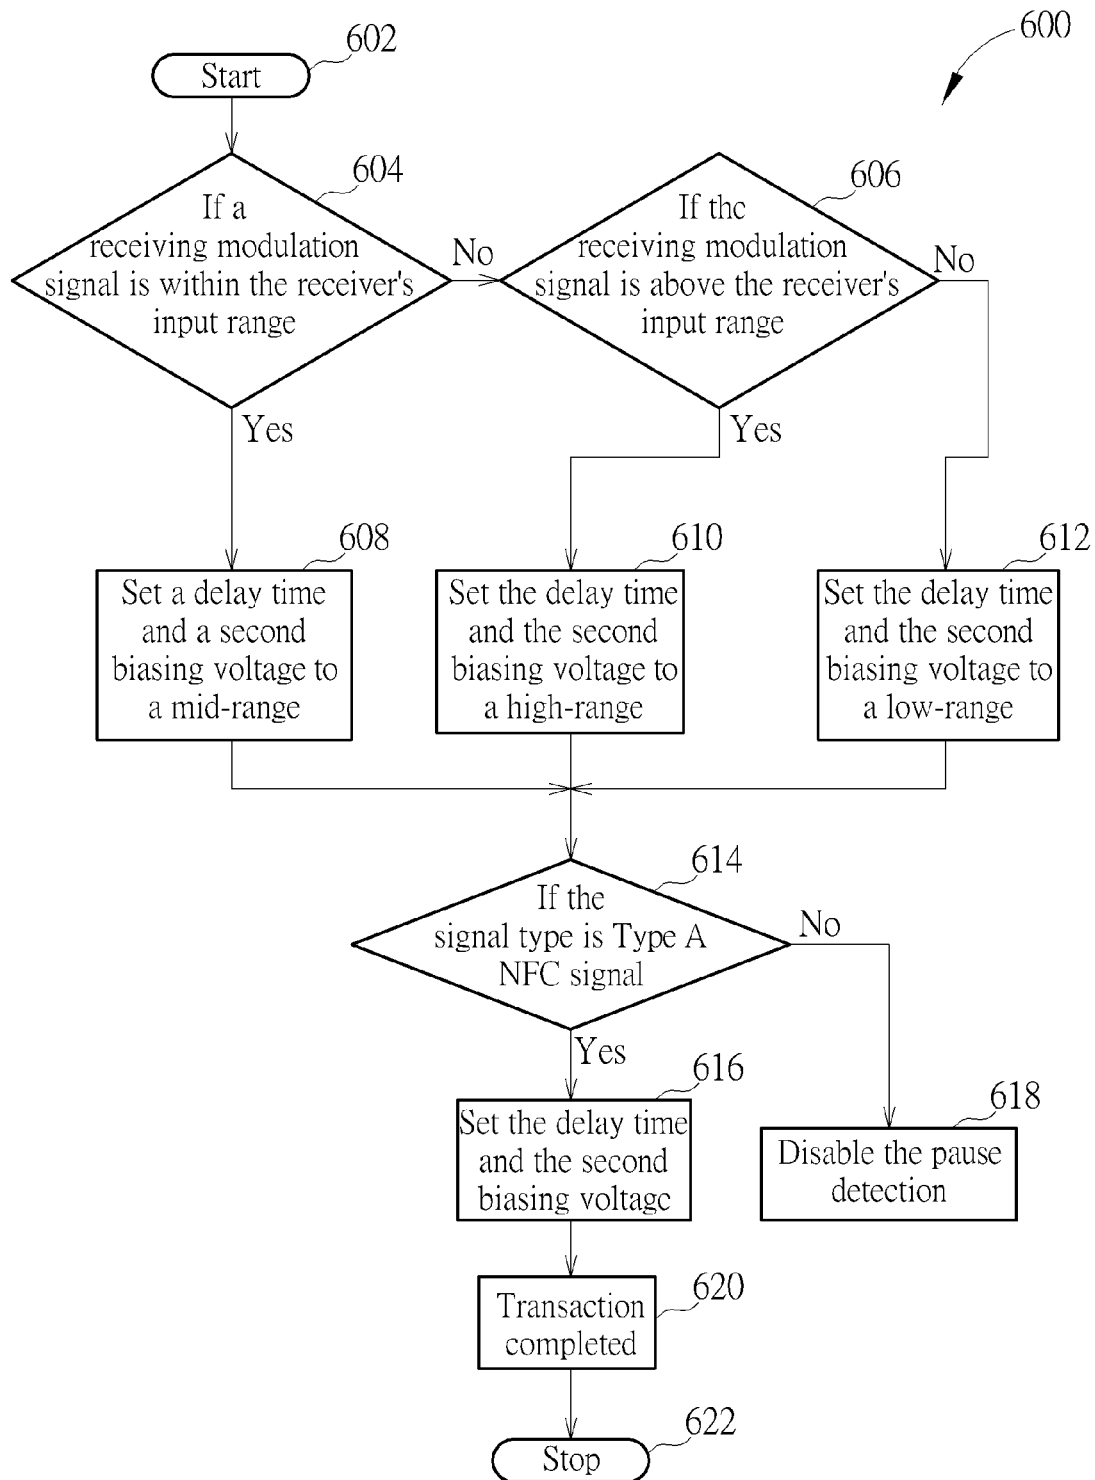 600
602
Start
604
If a
receiving modulation
signal is within the receiver's
input range
No
606
If the
receiving modulation
signal is above the receiver's
input range
No
Yes
Yes
608
Set a delay time
and a second
biasing voltage to
a mid-range
610
Set the delay time
and the second
biasing voltage to
a high-range
612
Set the delay time
and the second
biasing voltage to
a low-range
614
If the
signal type is Type A
NFC signal
No
Yes
616
Set the delay time
and the second
biasing voltage
618
Disable the pause
detection
620
Transaction
completed
622
Stop